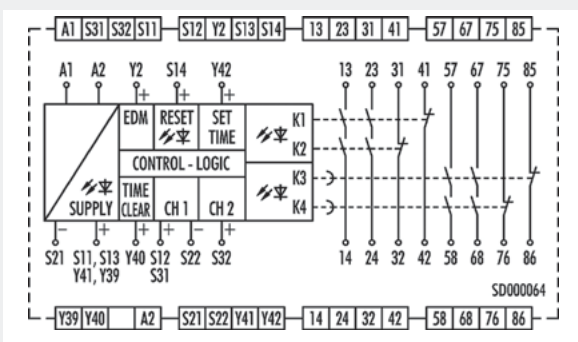 A1 S31 S32 S11 S12 Y2 S13 S14 13 23 31 41 57 67 75 85
A1 A2 Y2 S14 Y42 13 23 31 41 57 67 75 85
+ + +
EDM RESET SET TIME K1
K2
CONTROL - LOGIC
K3
SUPPLY TIME CLEAR CH 1 CH 2 K4
− + + + − +
S21 S11, S13 Y40 S12 S22 S32 14 24 32 42 58 68 76 86
Y41, Y39 S31
SD000064
Y39 Y40 A2 S21 S22 Y41 Y42 14 24 32 42 58 68 76 86